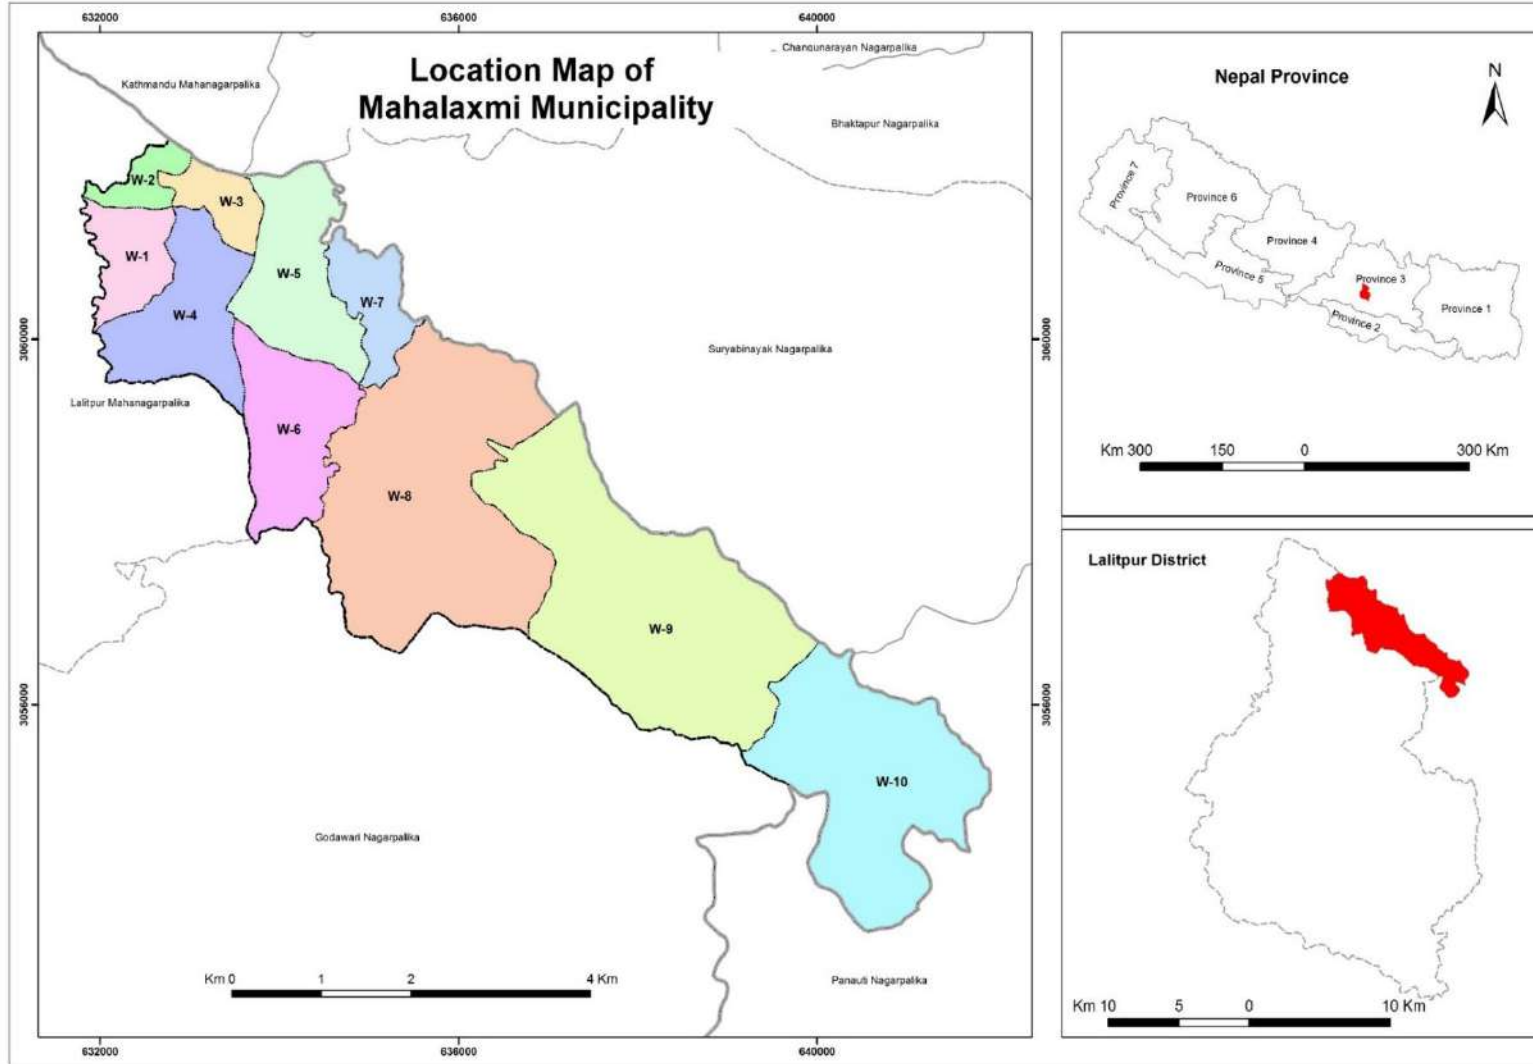 632000
636000
640000
Location Map of
Mahalaxmi Municipality
Kathmandu Mahanagarpalika
Changunarayan Nagarpalika
Bhaktapur Nagarpalika
W-2
W-3
W-1
W-5
W-7
W-4
3060000
3060000
Suryabinayak Nagarpalika
Lalitpur Mahanagarpalika
W-6
W-8
W-9
3056000
3056000
W-10
Godawari Nagarpalika
Panauti Nagarpalika
Km 0 1 2 4 Km
632000
636000
640000
Nepal Province
N
Province 7
Province 6
Province 4
Province 5
Province 3
Province 1
Province 2
Km 300 150 0 300 Km
Lalitpur District
Km 10 5 0 10 Km